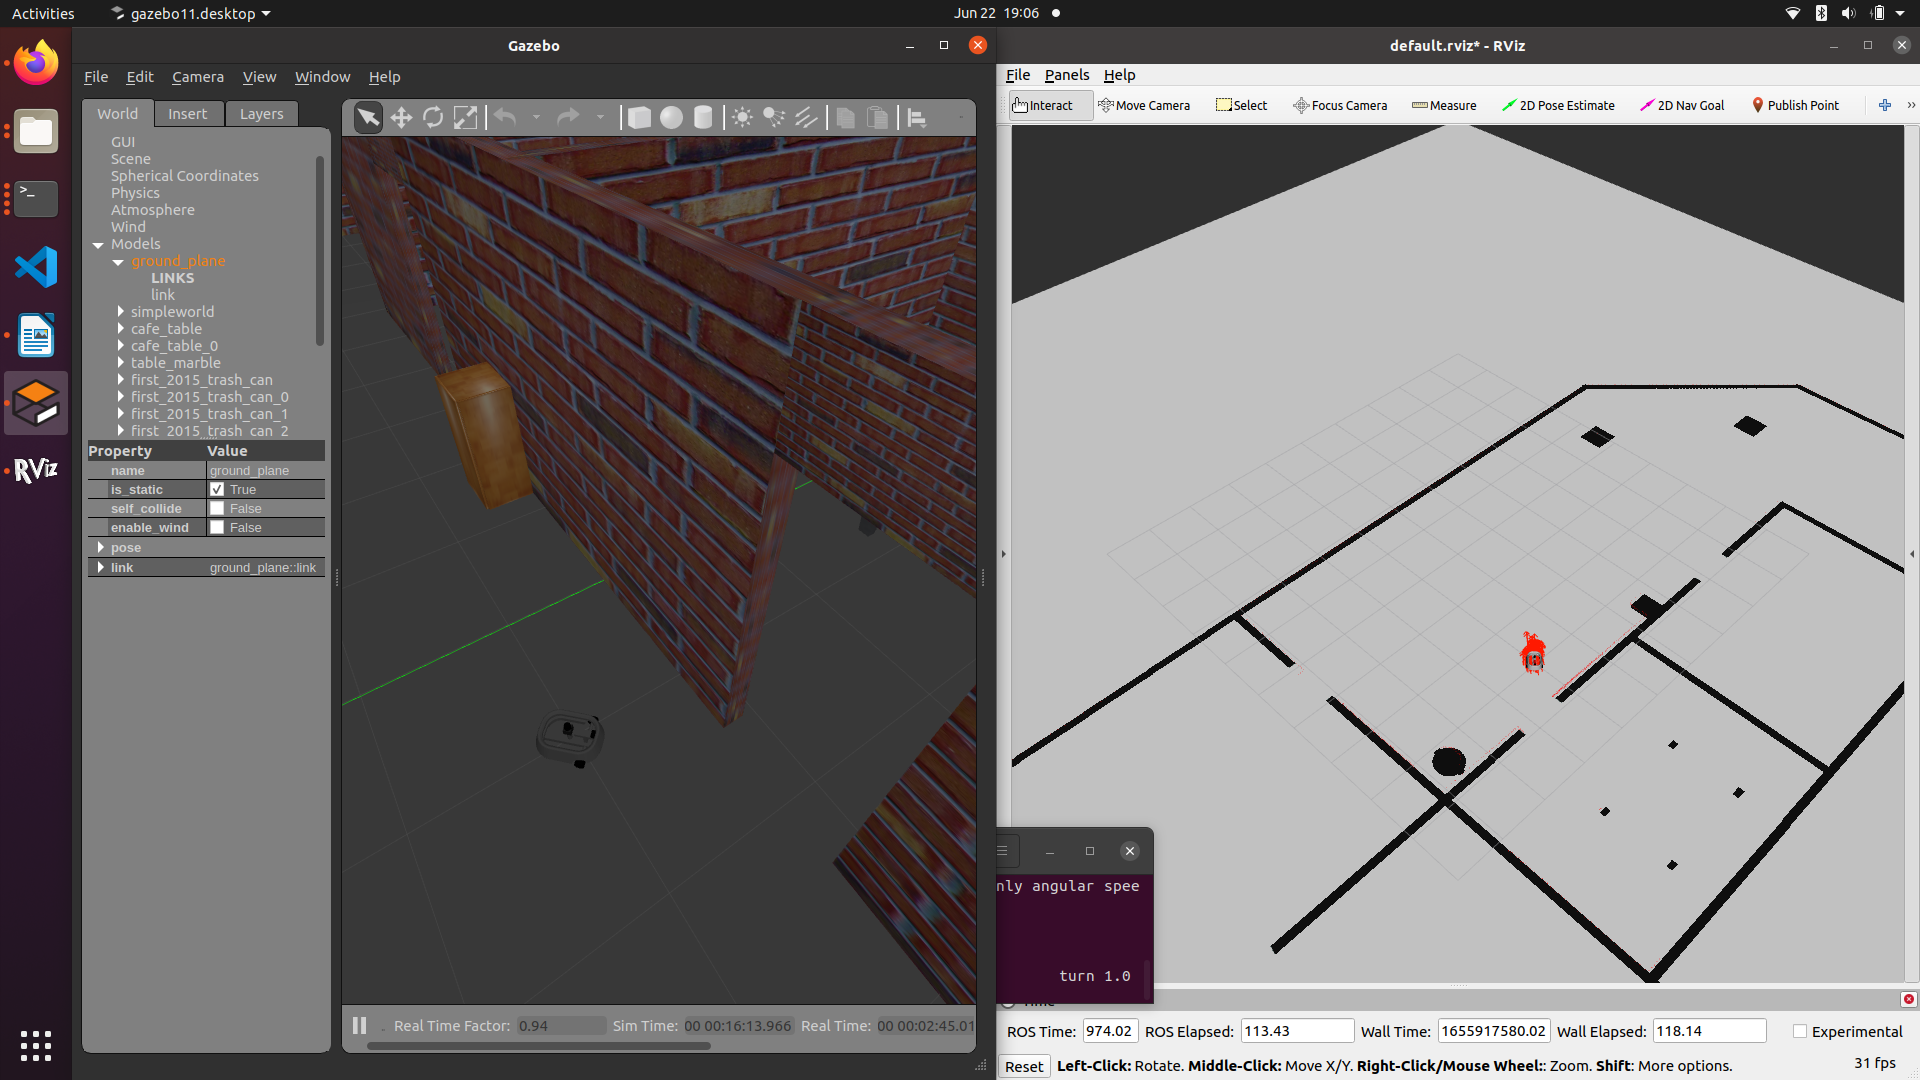 Activities
gazebo11.desktop
Jun 22 19:06
Gazebo
File Edit Camera View Window Help
World Insert Layers
GUI
Scene
Spherical Coordinates
Physics
Atmosphere
Wind
Models
ground_plane
LINKS
link
simpleworld
cafe_table
cafe_table_0
table_marble
first_2015_trash_can
first_2015_trash_can_0
first_2015_trash_can_1
first_2015_trash_can_2
Property Value
name ground_plane
is_static True
self_collide False
enable_wind False
pose
link ground_plane::link
Real Time Factor: 0.94 Sim Time: 00 00:16:13.966 Real Time: 00 00:02:45.01
>_
RViz
default.rviz* - RViz
File Panels Help
Interact Move Camera Select Focus Camera Measure 2D Pose Estimate 2D Nav Goal Publish Point
nly angular spee
turn 1.0
ROS Time: 974.02 ROS Elapsed: 113.43 Wall Time: 1655917580.02 Wall Elapsed: 118.14 Experimental
Reset Left-Click: Rotate. Middle-Click: Move X/Y. Right-Click/Mouse Wheel:: Zoom. Shift: More options. 31 fps